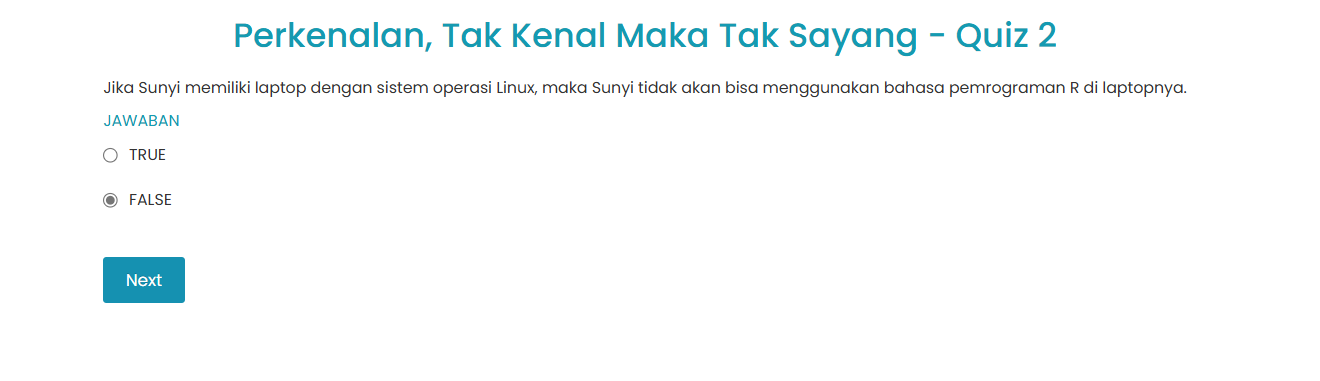 Perkenalan, Tak Kenal Maka Tak Sayang - Quiz 2
Jika Sunyi memiliki laptop dengan sistem operasi Linux, maka Sunyi tidak akan bisa menggunakan bahasa pemrograman R di laptopnya.
JAWABAN
TRUE
FALSE
Next